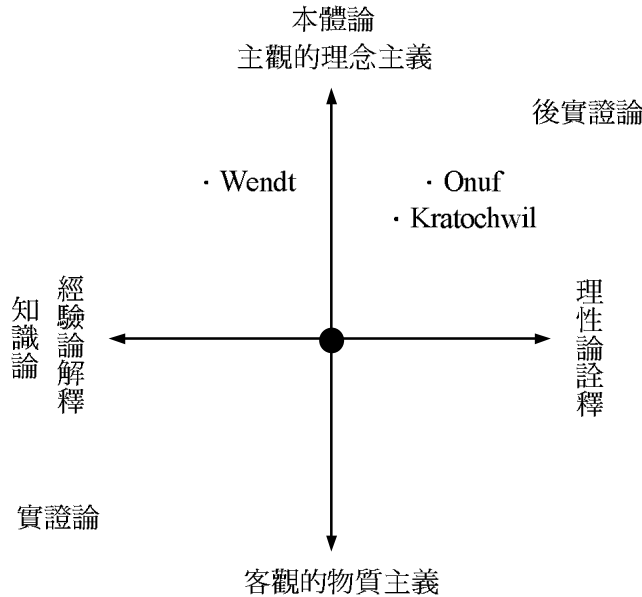 本體論
主觀的理念主義
後實證論
· Wendt
· Onuf
· Kratochwil
知識論
經驗論解釋
理性論詮釋
實證論
客觀的物質主義